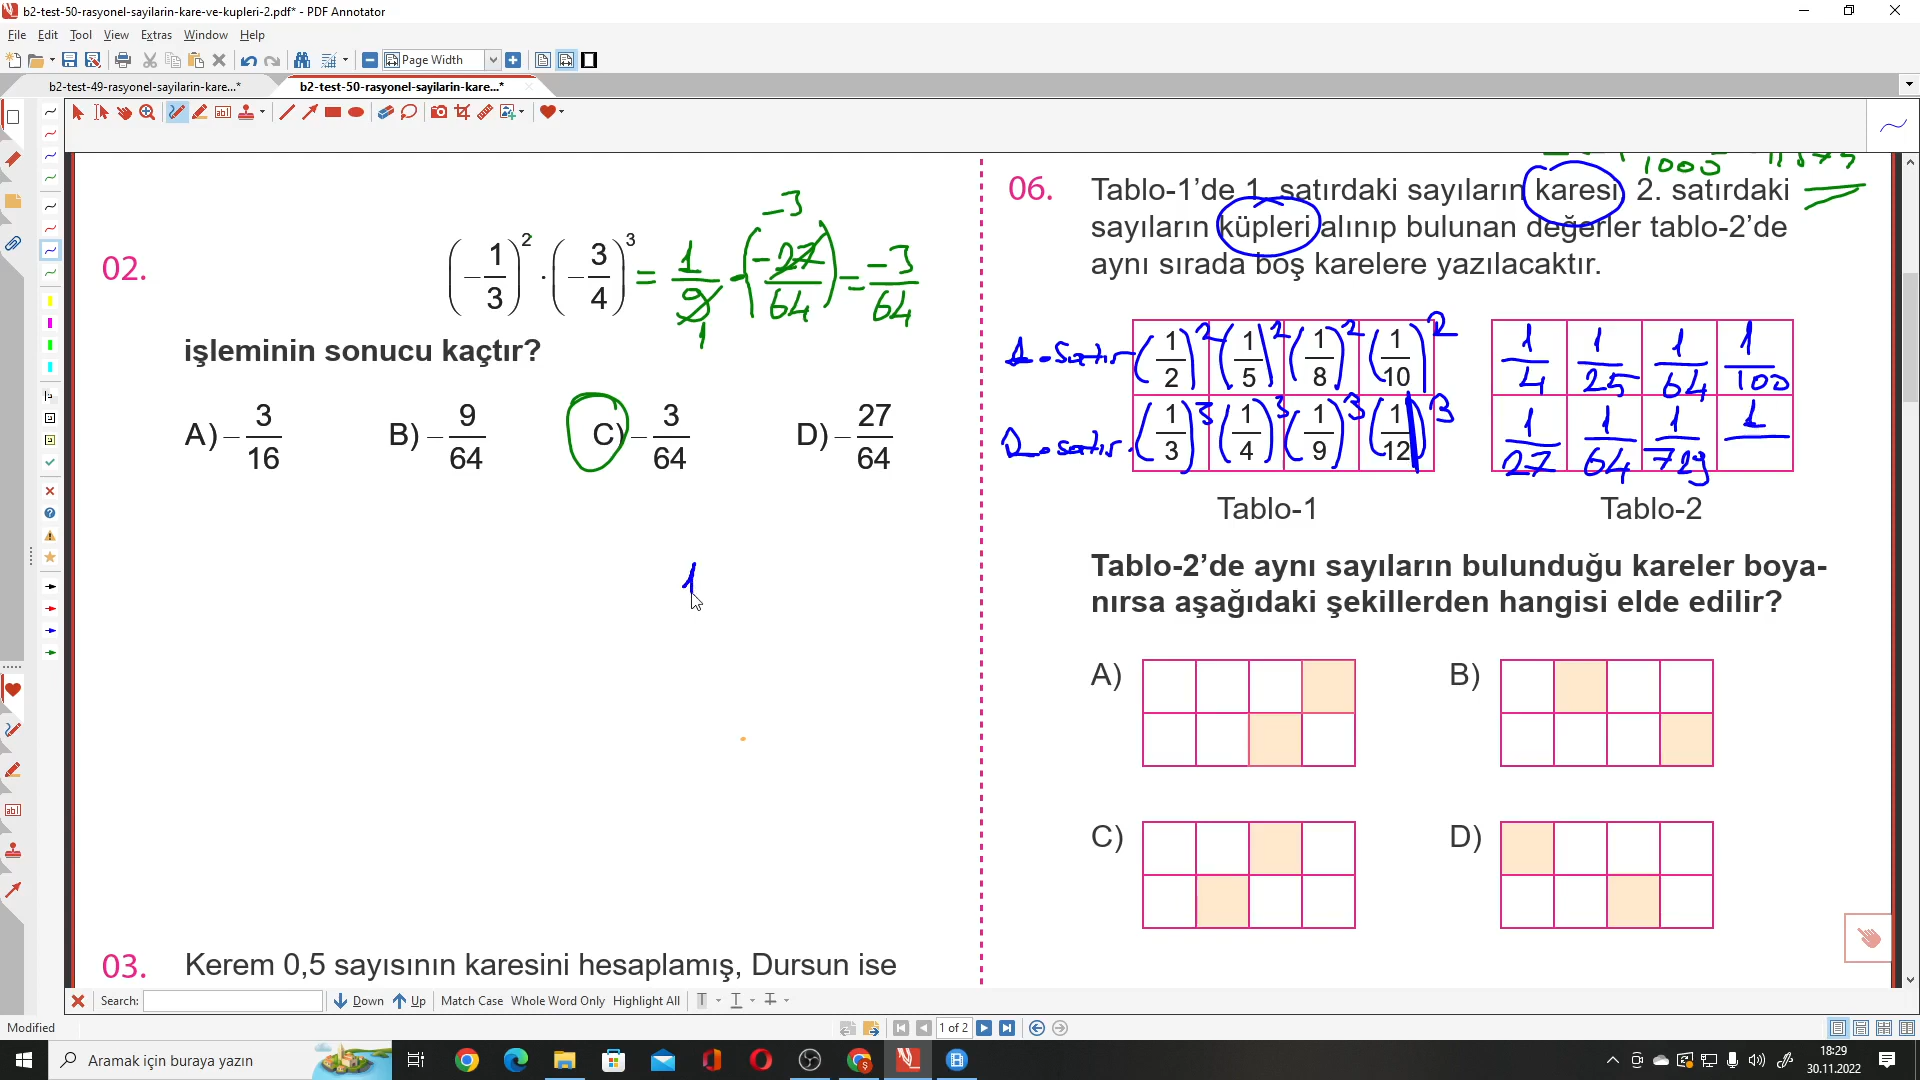 b2-test-50-rasyonel-sayilarin-kare-ve-kupleri-2.pdf* - PDF Annotator
File Edit Tool View Extras Window Help
Page Width
b2-test-49-rasyonel-sayilarin-kare...*
b2-test-50-rasyonel-sayilarin-kare...*
02. (-1/3)^2 · (-3/4)^3 = 1/9 · (-27/64) = -3/64
-3
1
işleminin sonucu kaçtır?
A) -3/16 B) -9/64 C) -3/64 D) -27/64
1
03. Kerem 0,5 sayısının karesini hesaplamış, Dursun ise
1000
06. Tablo-1'de 1. satırdaki sayıların karesi 2. satırdaki
sayıların küpleri alınıp bulunan değerler tablo-2'de
aynı sırada boş karelere yazılacaktır.
1.satır (1/2)^2 (1/5)^2 (1/8)^2 (1/10)^2
2.satır (1/3)^3 (1/4)^3 (1/9)^3 (1/12)^3
1/4 1/25 1/64 1/100
1/27 1/64 1/729 1/
Tablo-1 Tablo-2
Tablo-2'de aynı sayıların bulunduğu kareler boya-
nırsa aşağıdaki şekillerden hangisi elde edilir?
A) B)
C) D)
Search: Down Up Match Case Whole Word Only Highlight All
Modified
1 of 2
Aramak için buraya yazın
18:29
30.11.2022